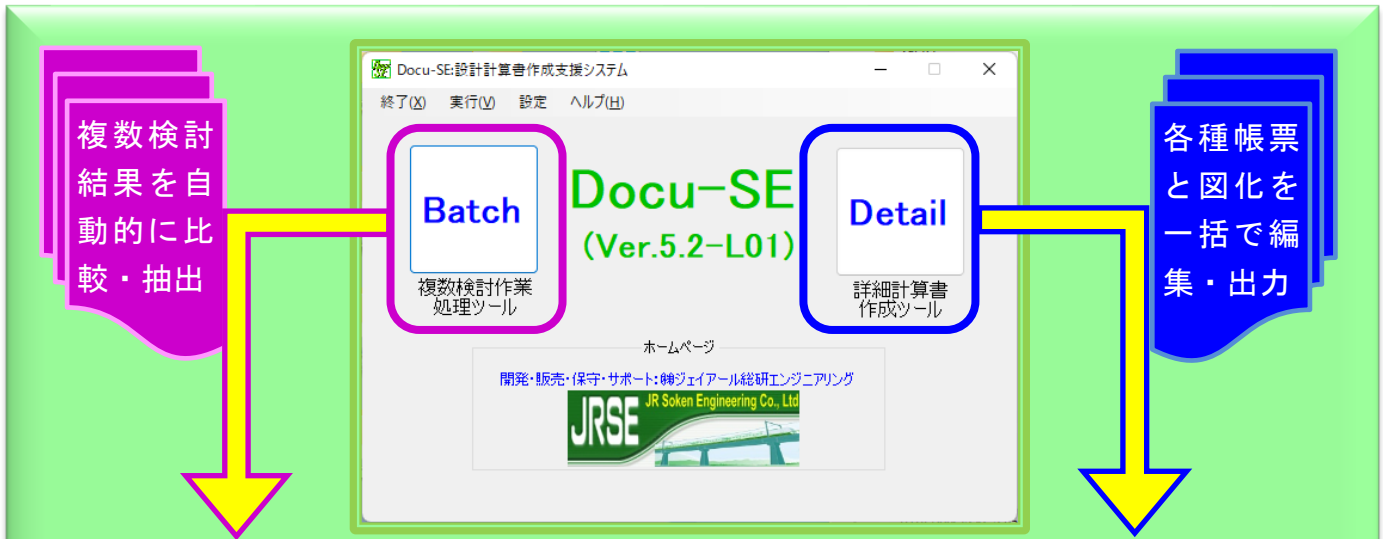 複数検討
結果を自
動的に比
較・抽出
Docu-SE:設計計算書作成支援システム
終了(X) 実行(V) 設定 ヘルプ(H)
Batch
複数検討作業
処理ツール
Docu-SE
(Ver.5.2-L01)
Detail
詳細計算書
作成ツール
各種帳票
と図化を
一括で編
集・出力
ホームページ
開発・販売・保守・サポート:㈱ジェイアール総研エンジニアリング
JRSE
JR Soken Engineering Co., Ltd